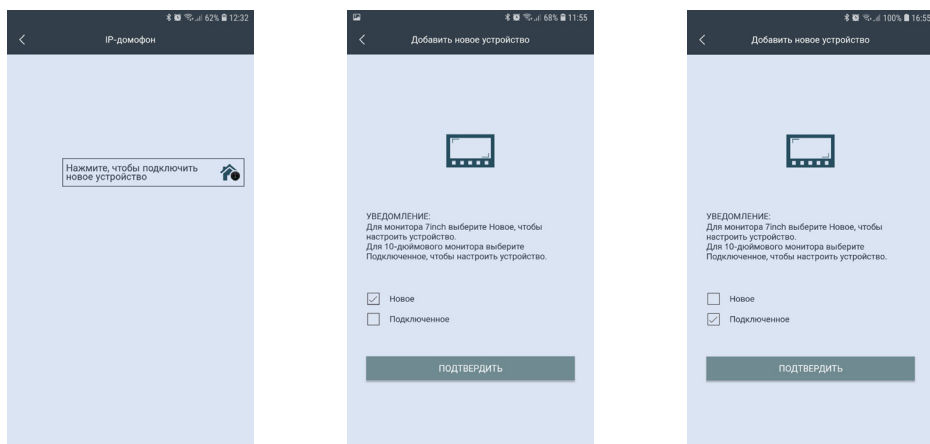 62% 12:32
IP-домофон
Нажмите, чтобы подключить
новое устройство
68% 11:55
Добавить новое устройство
УВЕДОМЛЕНИЕ:
Для монитора 7inch выберите Новое, чтобы
настроить устройство.
Для 10-дюймового монитора выберите
Подключенное, чтобы настроить устройство.
Новое
Подключенное
ПОДТВЕРДИТЬ
100% 16:55
Добавить новое устройство
УВЕДОМЛЕНИЕ:
Для монитора 7inch выберите Новое, чтобы
настроить устройство.
Для 10-дюймового монитора выберите
Подключенное, чтобы настроить устройство.
Новое
Подключенное
ПОДТВЕРДИТЬ